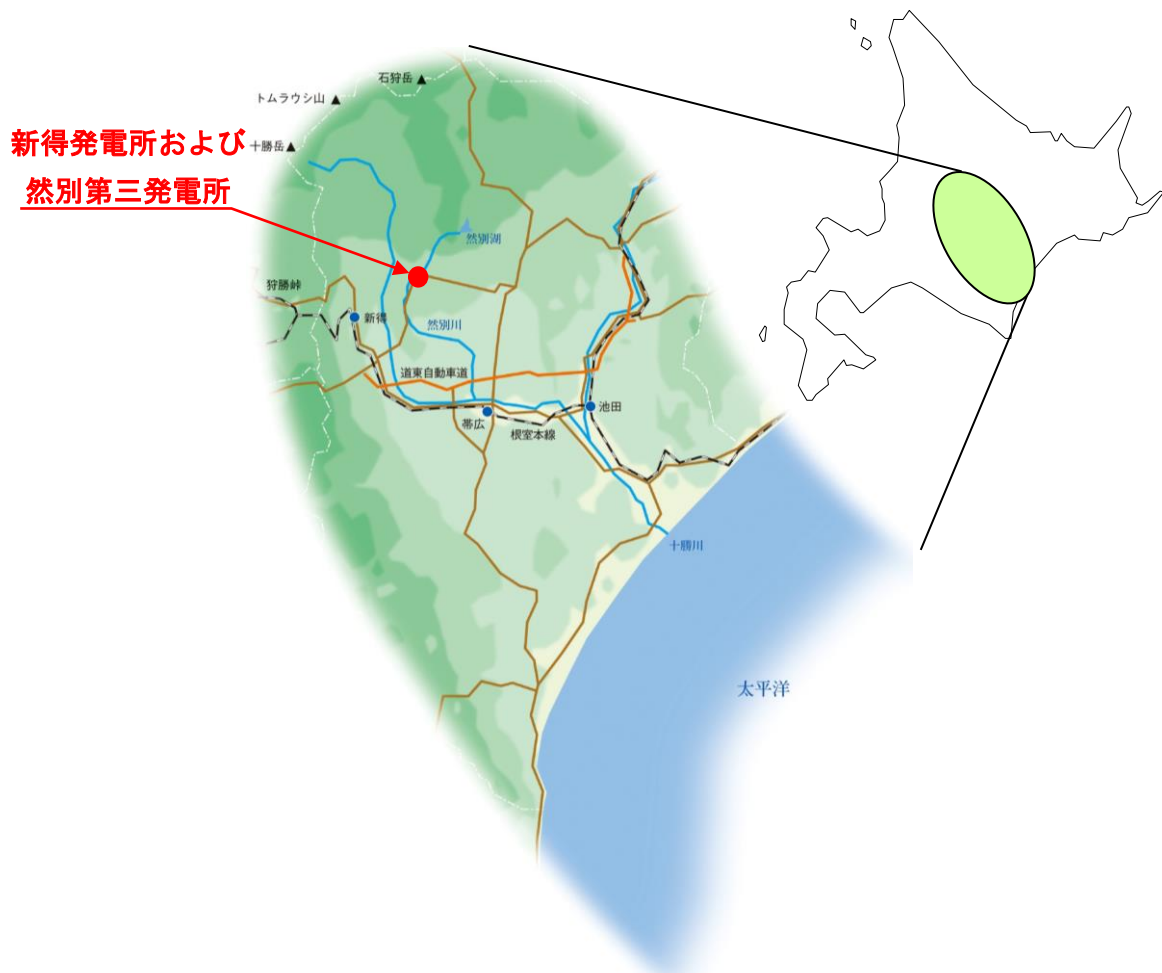 石狩岳
トムラウシ山
新得発電所および
然別第三発電所
十勝岳
然別湖
狩勝峠
新得
然別川
道東自動車道
池田
帯広
根室本線
十勝川
太平洋